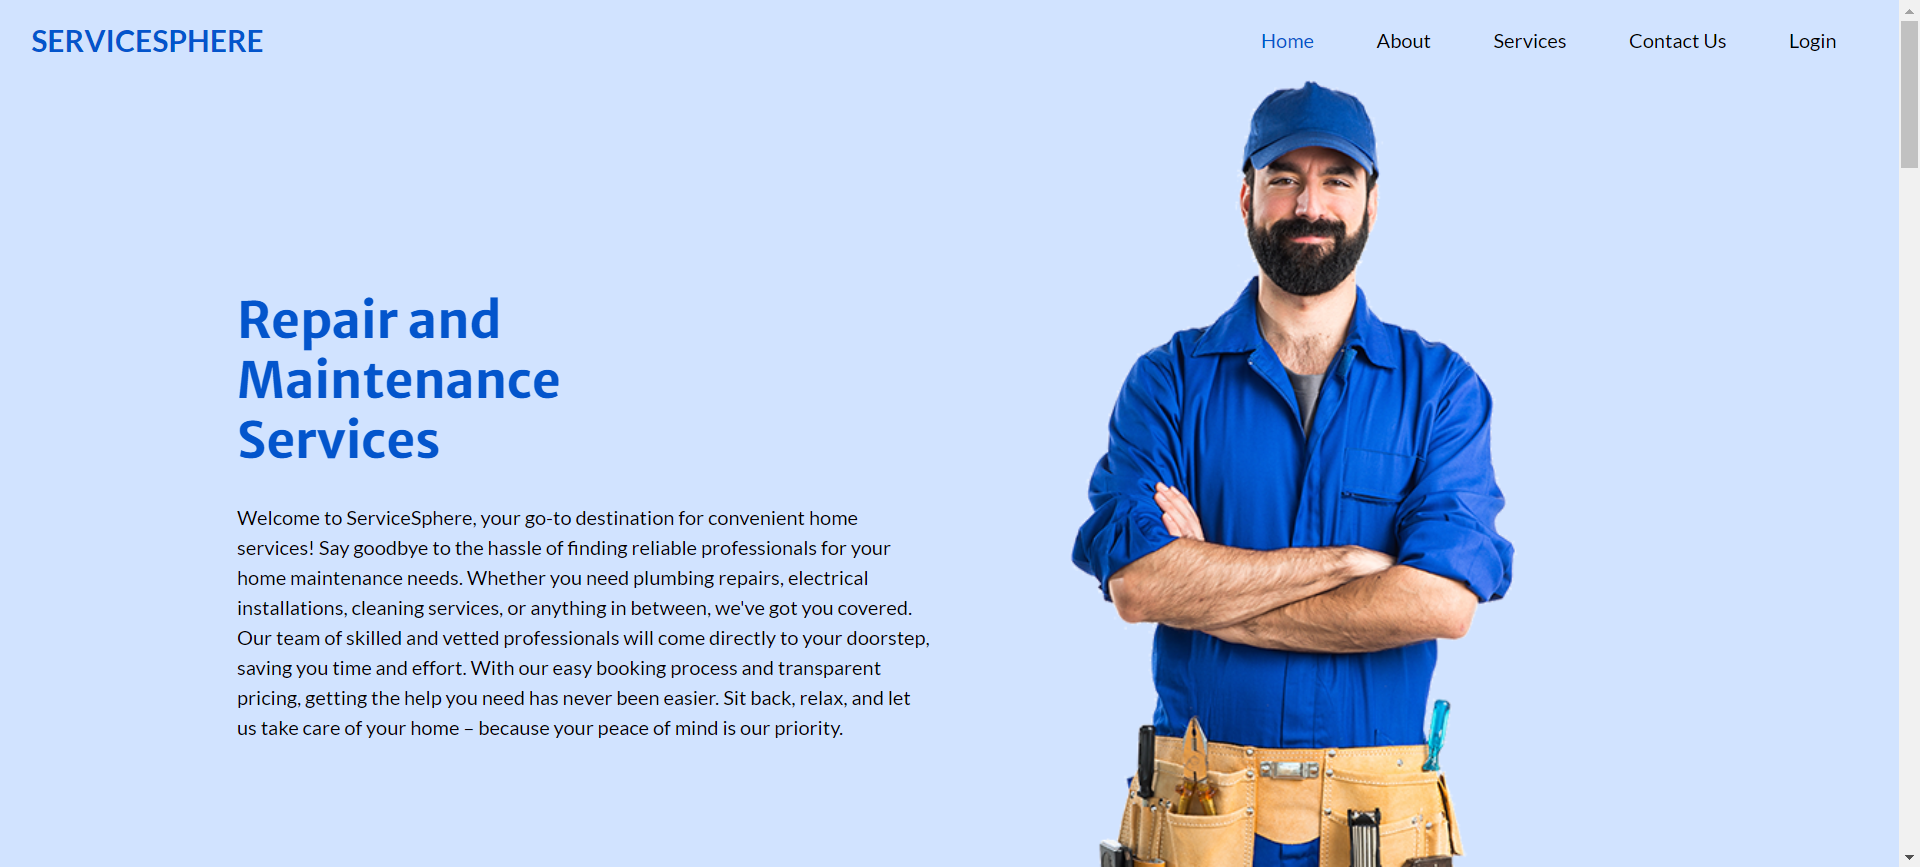 SERVICESPHERE
Home About Services Contact Us Login
Repair and
Maintenance
Services
Welcome to ServiceSphere, your go-to destination for convenient home
services! Say goodbye to the hassle of finding reliable professionals for your
home maintenance needs. Whether you need plumbing repairs, electrical
installations, cleaning services, or anything in between, we've got you covered.
Our team of skilled and vetted professionals will come directly to your doorstep,
saving you time and effort. With our easy booking process and transparent
pricing, getting the help you need has never been easier. Sit back, relax, and let
us take care of your home – because your peace of mind is our priority.